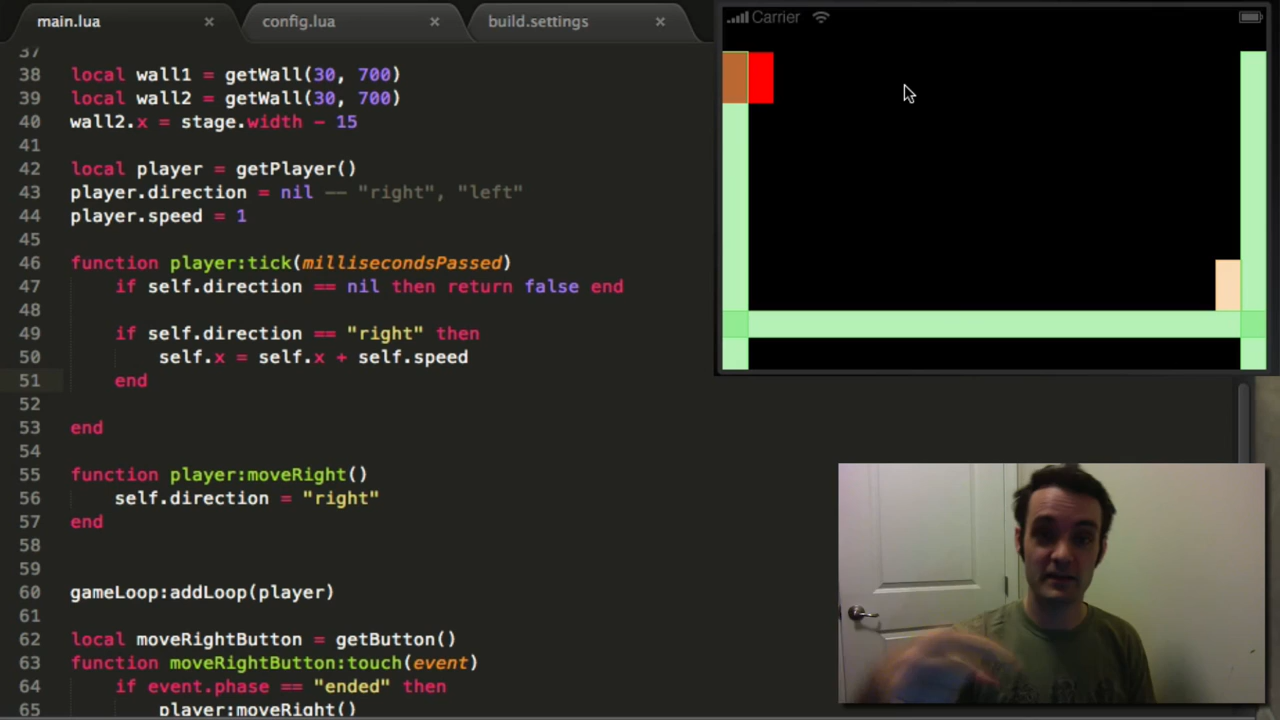 main.lua × config.lua × build.settings ×
Carrier
37
38 local wall1 = getWall(30, 700)
39 local wall2 = getWall(30, 700)
40 wall2.x = stage.width - 15
41
42 local player = getPlayer()
43 player.direction = nil -- "right", "left"
44 player.speed = 1
45
46 function player:tick(millisecondsPassed)
47 if self.direction == nil then return false end
48
49 if self.direction == "right" then
50 self.x = self.x + self.speed
51 end
52
53 end
54
55 function player:moveRight()
56 self.direction = "right"
57 end
58
59
60 gameLoop:addLoop(player)
61
62 local moveRightButton = getButton()
63 function moveRightButton:touch(event)
64 if event.phase == "ended" then
65 player:moveRight()